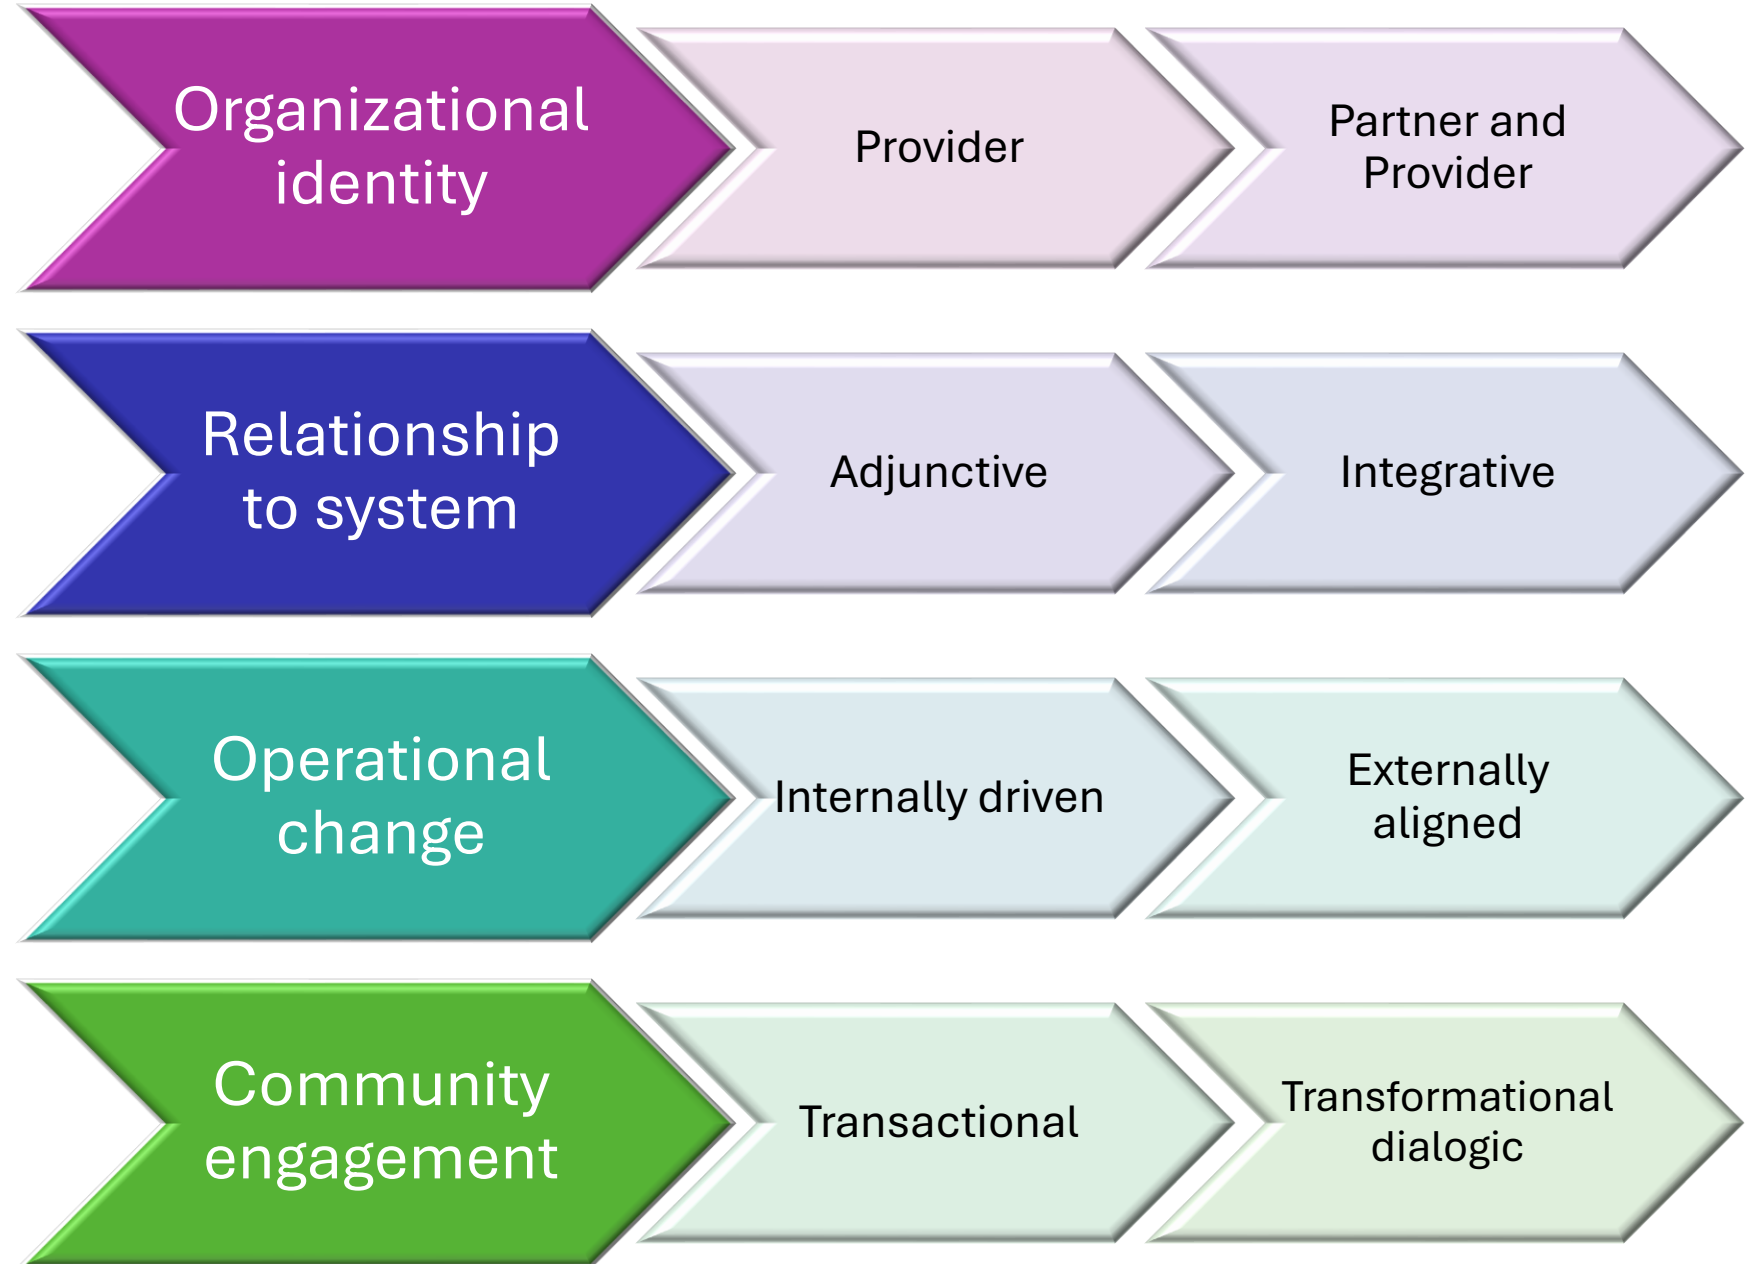 Organizational
identity
Provider
Partner and
Provider
Relationship
to system
Adjunctive
Integrative
Operational
change
Internally driven
Externally
aligned
Community
engagement
Transactional
Transformational
dialogic